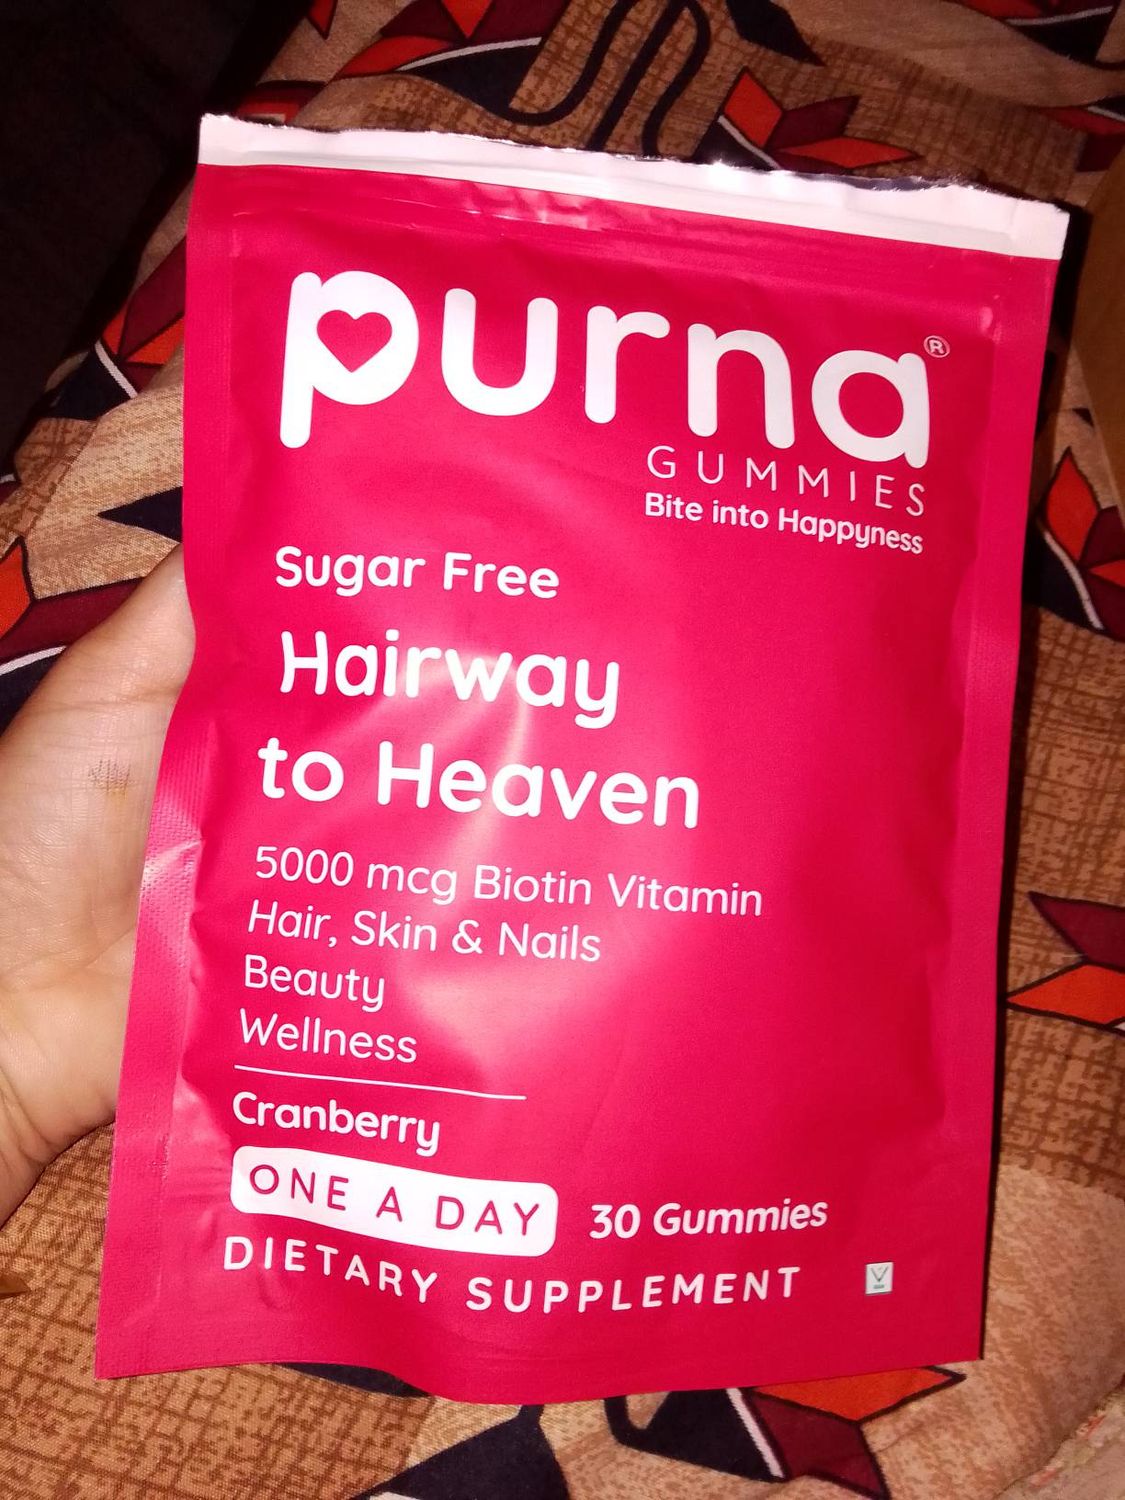 purna®
GUMMIES
Bite into Happyness
Sugar Free
Hairway
to Heaven
5000 mcg Biotin Vitamin
Hair, Skin & Nails
Beauty
Wellness
Cranberry
ONE A DAY
30 Gummies
DIETARY SUPPLEMENT